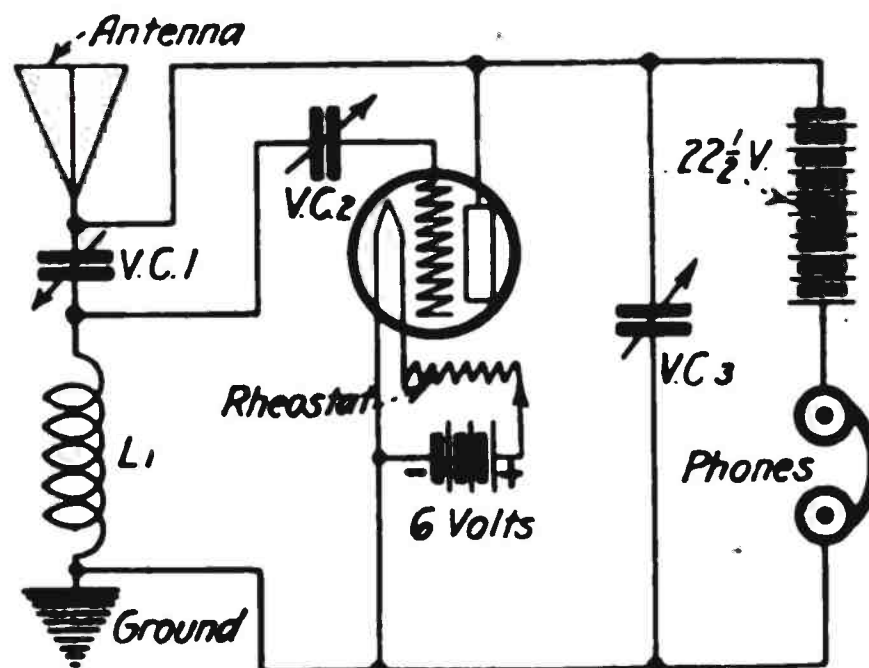 Antenna
22½ V.
V.C.2
V.C.1
V.C 3
Rheostat
L1
Phones
- +
6 Volts
Ground